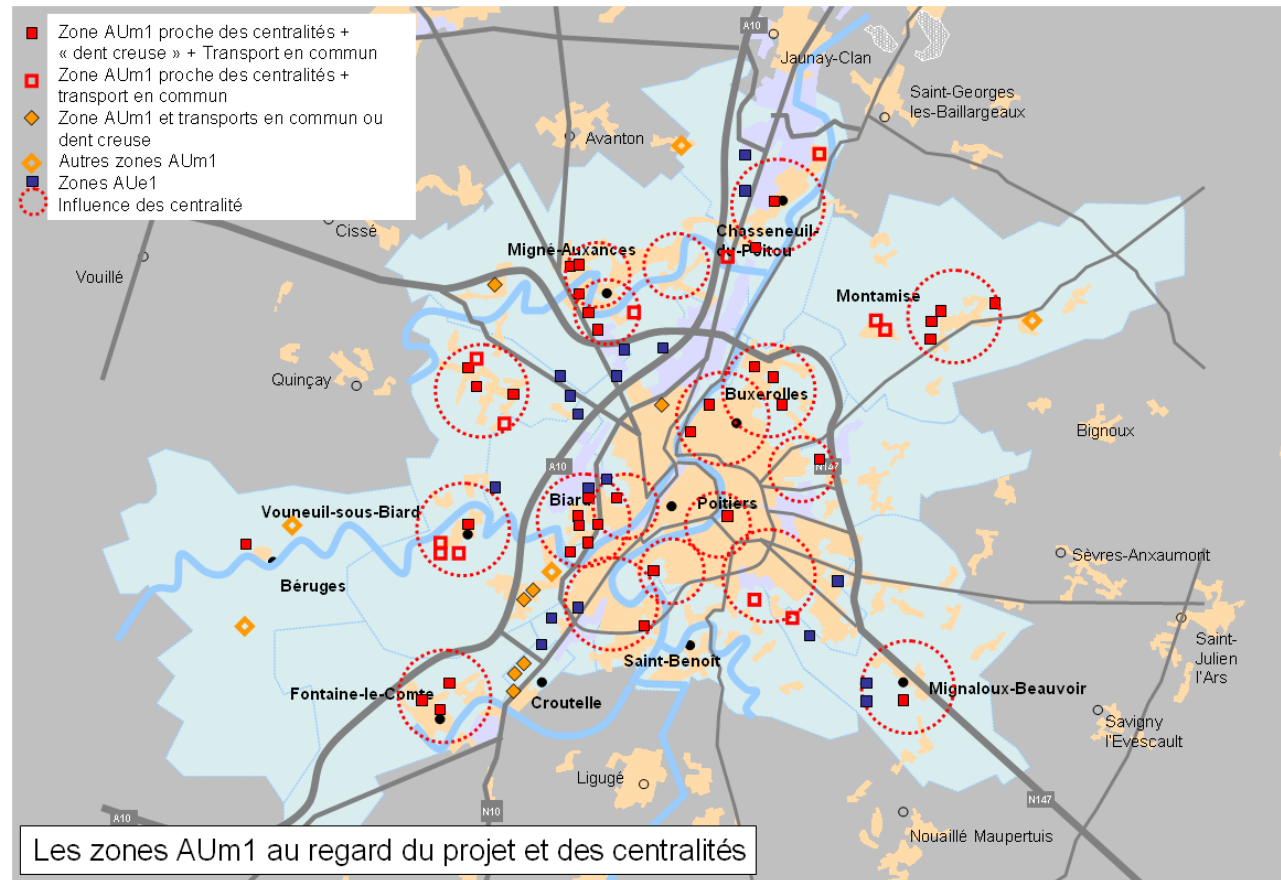 Zone AUm1 proche des centralités +
« dent creuse » + Transport en commun
Zone AUm1 proche des centralités +
transport en commun
Zone AUm1 et transports en commun ou
dent creuse
Autres zones AUm1
Zones AUe1
Influence des centralité
A10
Jaunay-Clan
Saint-Georges
les-Baillargeaux
Avanton
Cissé
Vouillé
Migné-Auxances
Chasseneuil-
du-Poitou
Montamise
Quinçay
Buxerolles
Bignoux
A10
N147
Vouneuil-sous-Biard
Biard
Poitiers
Sèvres-Anxaumont
Béruges
Saint-
Julien
l'Ars
Saint-Benoit
Fontaine-le-Comte
Croutelle
Mignaloux-Beauvoir
Savigny
l'Evescault
Ligugé
N147
A10
N10
Nouaillé Maupertuis
Les zones AUm1 au regard du projet et des centralités